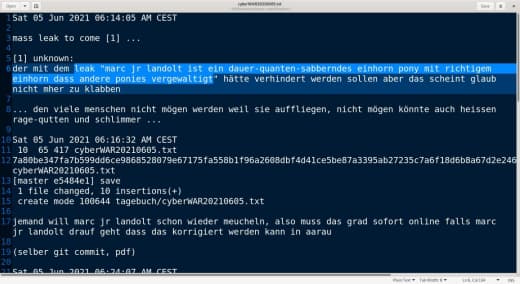 Open
cyberWAR20210605.txt
Save
1 Sat 05 Jun 2021 06:14:05 AM CEST
2
3 mass leak to come [1] ...
4
5 [1] unknown:
6 der mit dem leak "marc jr landolt ist ein dauer-quanten-sabberndes einhorn pony mit richtigem
einhorn dass andere ponies vergewaltigt" hätte verhindert werden sollen aber das scheint glaub
nicht mher zu klabben
7
8 ... den viele menschen nicht mögen werden weil sie auffliegen, nicht mögen könnte auch heissen
rage-qutten und schlimmer ...
9
10 Sat 05 Jun 2021 06:16:32 AM CEST
11 10 65 417 cyberWAR20210605.txt
12 7a80be347fa7b599dd6ce9868528079e67175fa558b1f96a2608dbf4d41ce5be87a3395ab27235c7a6f18d6b8a67d2e246
cyberWAR20210605.txt
13 [master e5484e1] save
14 1 file changed, 10 insertions(+)
15 create mode 100644 tagebuch/cyberWAR20210605.txt
16
17 jemand will marc jr landolt schon wieder meucheln, also muss das grad sofort online falls marc
jr landolt drauf geht dass das korrigiert werden kann in aarau
18
19 (selber git commit, pdf)
20
21 Sat 05 Jun 2021 06:24:07 AM CEST
Plain Text Tab Width: 8 INS